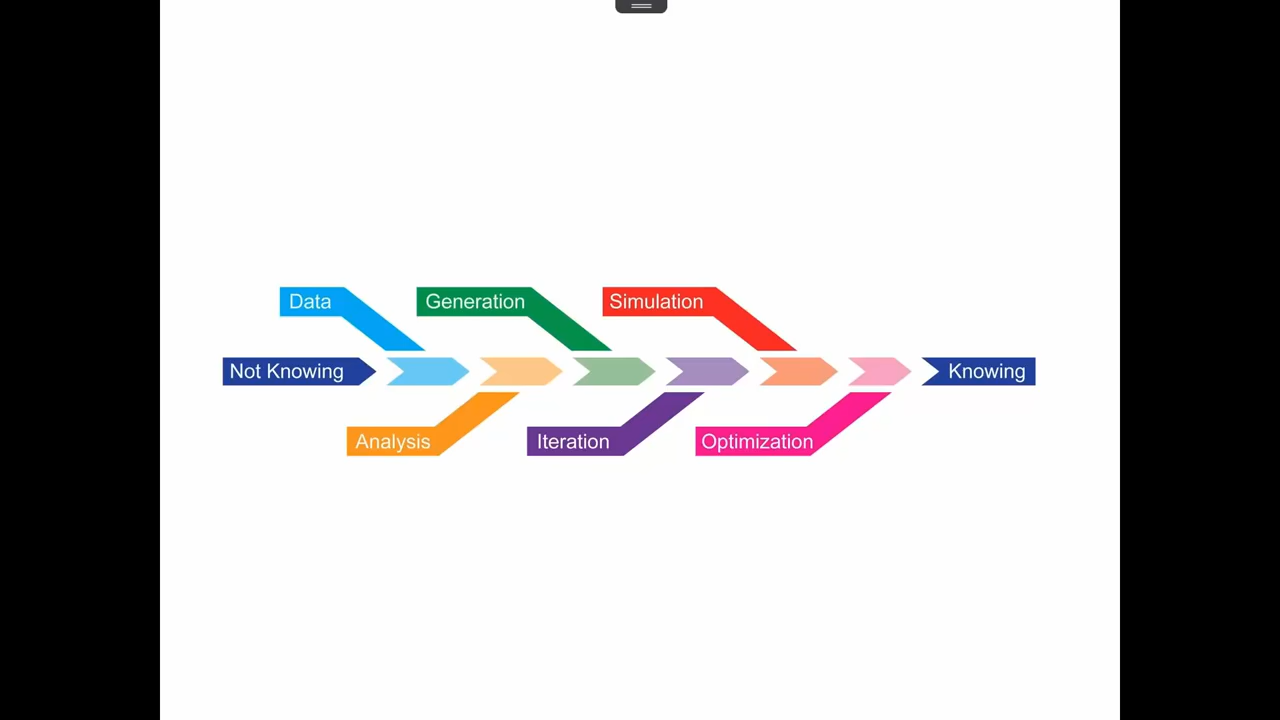 Data
Generation
Simulation
Not Knowing
Knowing
Analysis
Iteration
Optimization